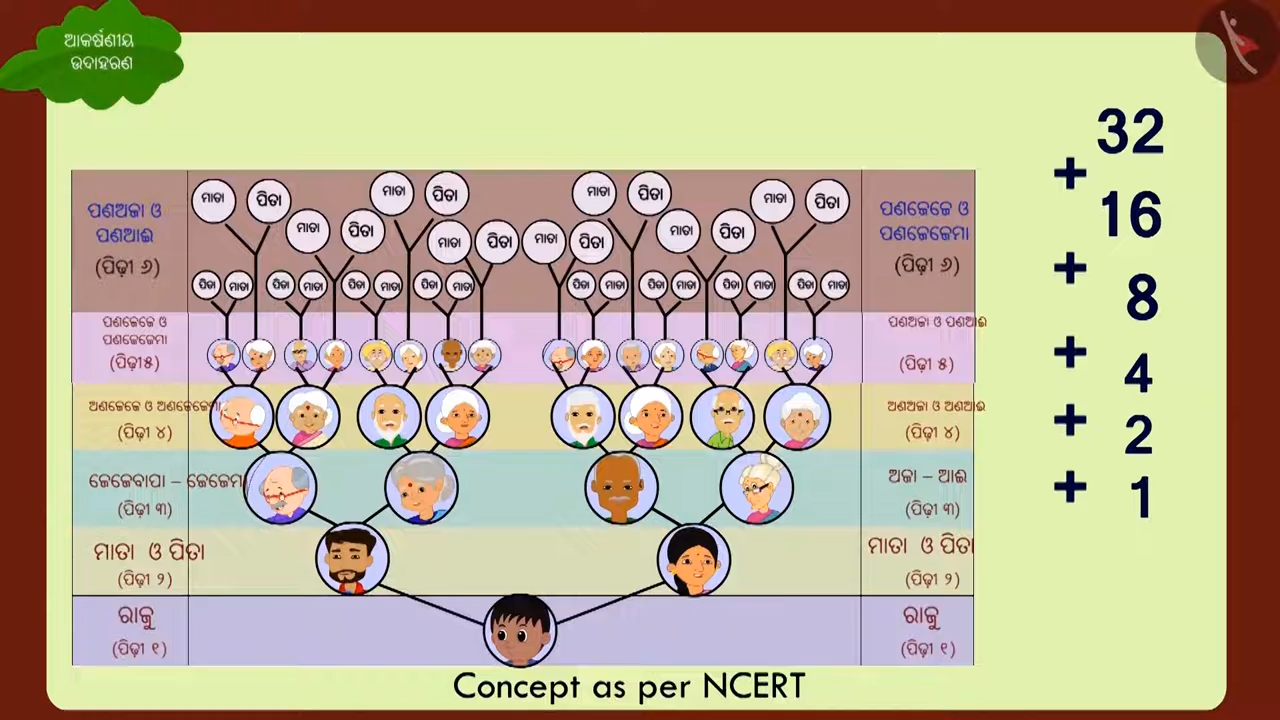 ଆକର୍ଷଣୀୟ
ଉଦାହରଣ
ପଣଅଜା ଓ
ପଣଆଈ
(ପିଢ଼ୀ ୬)
ମାତା ପିତା ମାତା ପିତା ମାତା ପିତା ମାତା ପିତା
ମାତା ପିତା ମାତା ପିତା ମାତା ପିତା ମାତା ପିତା
ପିତା ମାତା ପିତା ମାତା ପିତା ମାତା ପିତା ମାତା ପିତା ମାତା ପିତା ମାତା ପିତା ମାତା ପିତା ମାତା
ପଣଜେଜେ ଓ
ପଣଜେଜେମା
(ପିଢ଼ୀ ୬)
ପଣଜେଜେ ଓ
ପଣଜେଜେମା
(ପିଢ଼ୀ ୫)
ପଣଅଜା ଓ ପଣଆଈ
(ପିଢ଼ୀ ୫)
ଅଣଜେଜେ ଓ ଅଣଜେଜେମା
(ପିଢ଼ୀ ୪)
ଅଣଅଜା ଓ ଅଣଆଈ
(ପିଢ଼ୀ ୪)
ଜେଜେବାପା – ଜେଜେମା
(ପିଢ଼ୀ ୩)
ଅଜା – ଆଈ
(ପିଢ଼ୀ ୩)
ମାତା ଓ ପିତା
(ପିଢ଼ୀ ୨)
ମାତା ଓ ପିତା
(ପିଢ଼ୀ ୨)
ରାଜୁ
(ପିଢ଼ୀ ୧)
ରାଜୁ
(ପିଢ଼ୀ ୧)
32
+
16
+
8
+
4
+
2
+
1
Concept as per NCERT